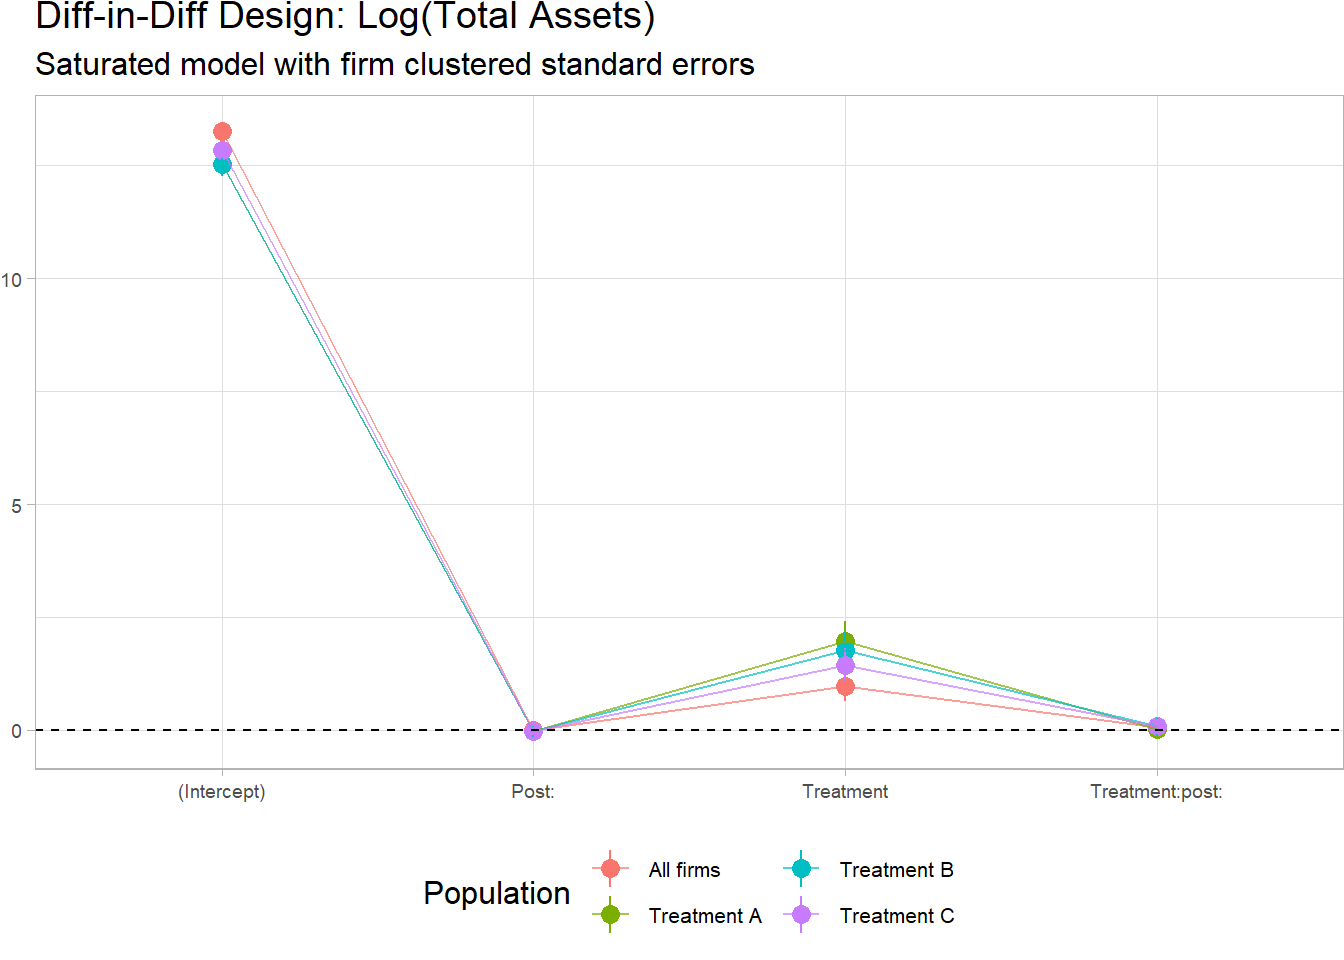 Diff-in-Diff Design: Log(Total Assets)
Saturated model with firm clustered standard errors
10
5
0
(Intercept) Post: Treatment Treatment:post:
Population
All firms Treatment B
Treatment A Treatment C